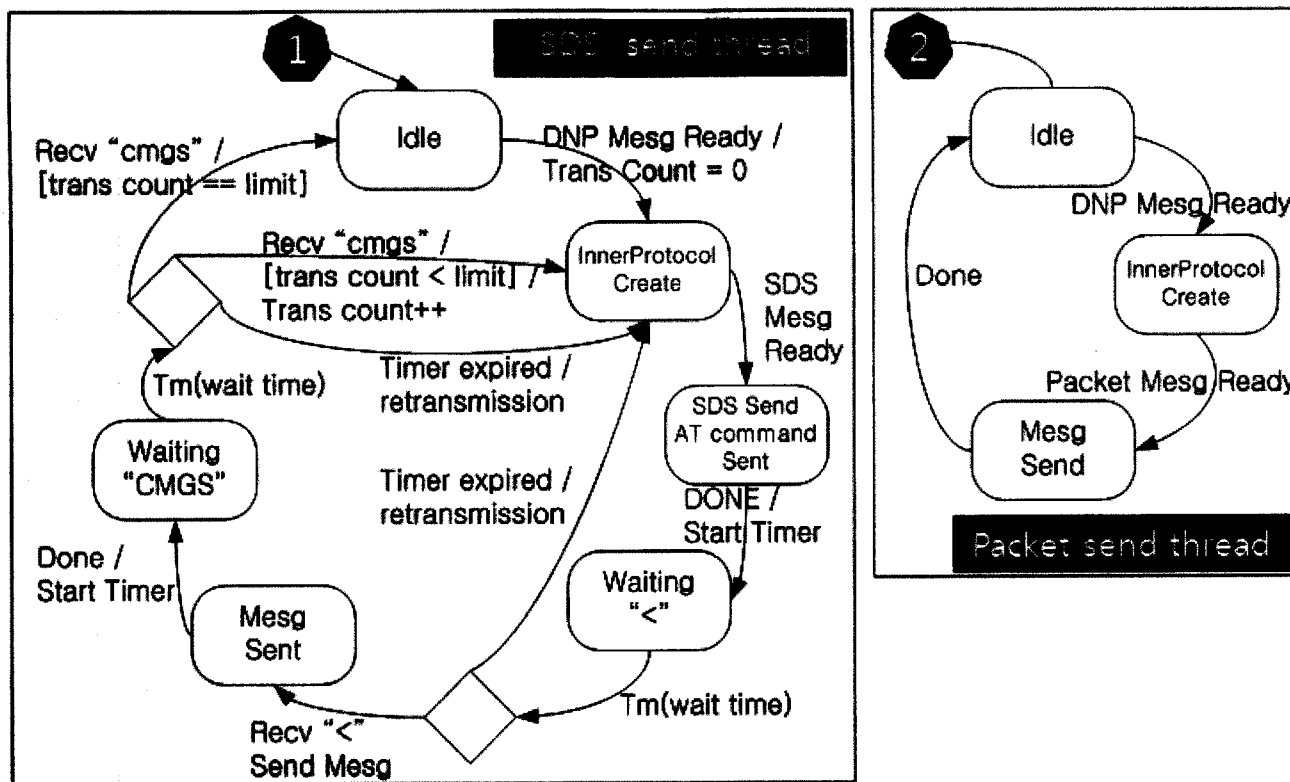 1
SDS send thread
Idle
Recv “cmgs” /
[trans count == limit]
DNP Mesg Ready /
Trans Count = 0
Recv “cmgs” /
[trans count < limit] /
Trans count++
InnerProtocol
Create
SDS
Mesg
Ready
Timer expired /
retransmission
Tm(wait time)
SDS Send
AT command
Sent
Waiting
“CMGS”
Timer expired /
retransmission
DONE /
Start Timer
Done /
Start Timer
Waiting
“<”
Mesg
Sent
Tm(wait time)
Recv “<”
Send Mesg
2
Idle
DNP Mesg Ready
Done
InnerProtocol
Create
Packet Mesg Ready
Mesg
Send
Packet send thread